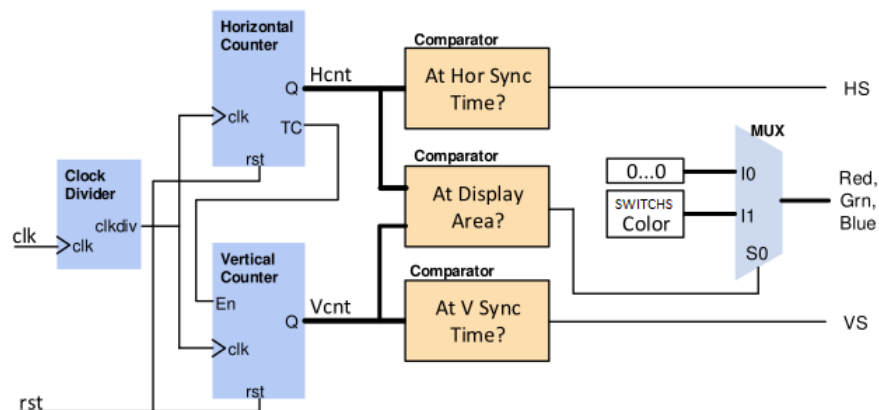 Horizontal
Counter
Q
clk
TC
rst
Hcnt
Comparator
At Hor Sync
Time?
HS
Clock
Divider
clkdiv
clk
clk
Comparator
At Display
Area?
MUX
0...0
I0
SWITCHS
Color
I1
S0
Red,
Grn,
Blue
Vertical
Counter
En
Q
clk
rst
Vcnt
Comparator
At V Sync
Time?
VS
rst